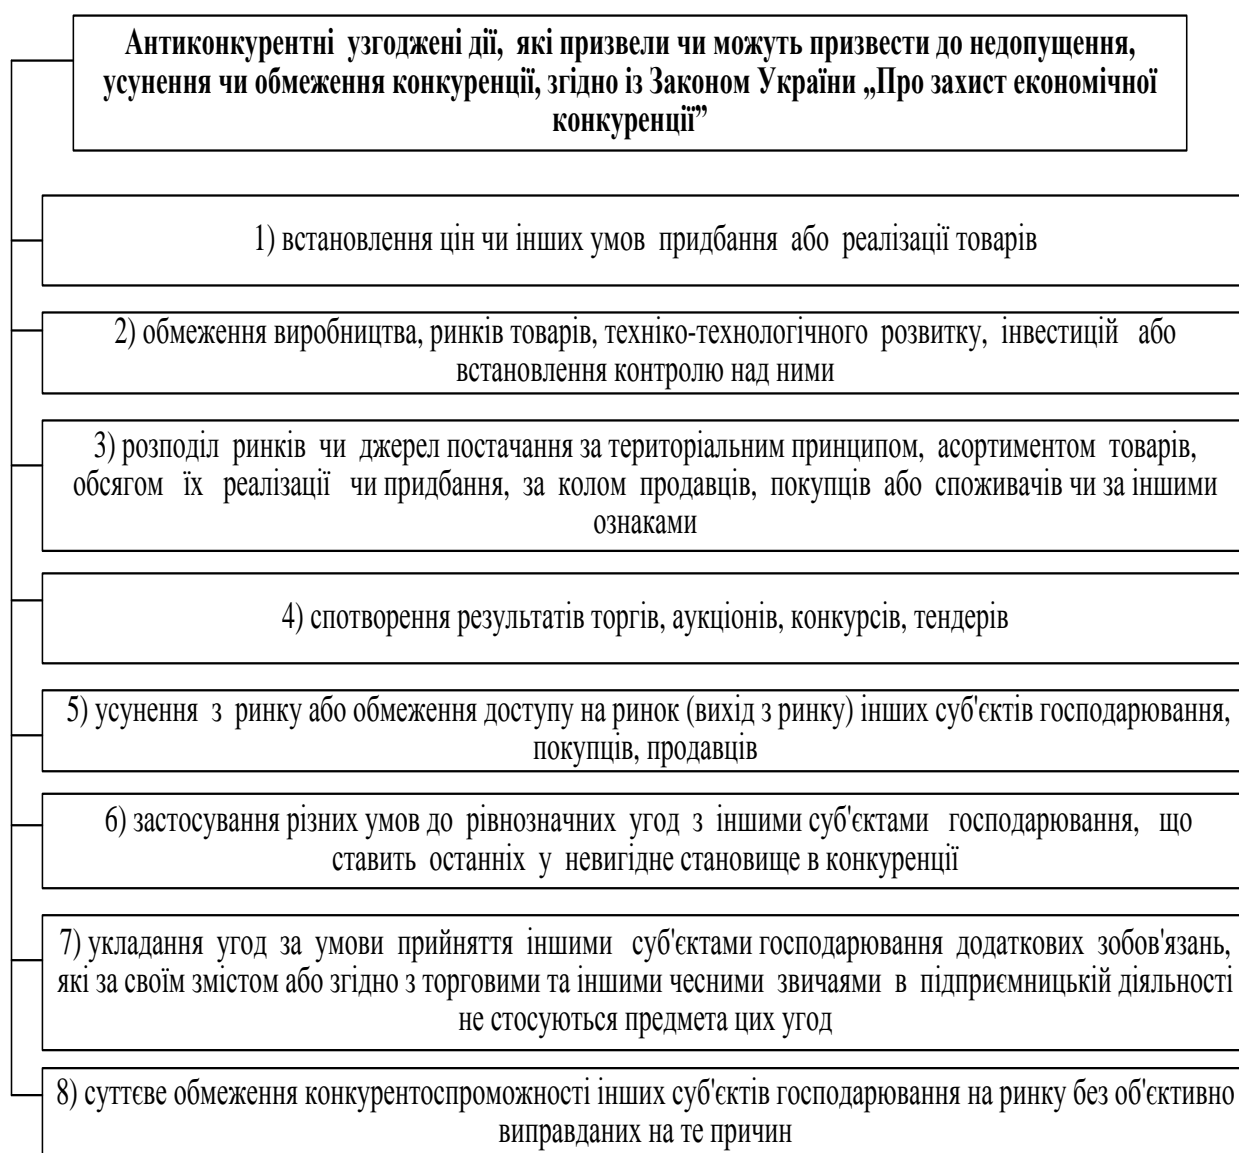 Антиконкурентні узгоджені дії, які призвели чи можуть призвести до недопущення,
усунення чи обмеження конкуренції, згідно із Законом України „Про захист економічної
конкуренції”
1) встановлення цін чи інших умов придбання або реалізації товарів
2) обмеження виробництва, ринків товарів, техніко-технологічного розвитку, інвестицій або
встановлення контролю над ними
3) розподіл ринків чи джерел постачання за територіальним принципом, асортиментом товарів,
обсягом їх реалізації чи придбання, за колом продавців, покупців або споживачів чи за іншими
ознаками
4) спотворення результатів торгів, аукціонів, конкурсів, тендерів
5) усунення з ринку або обмеження доступу на ринок (вихід з ринку) інших суб'єктів господарювання,
покупців, продавців
6) застосування різних умов до рівнозначних угод з іншими суб'єктами господарювання, що
ставить останніх у невигідне становище в конкуренції
7) укладання угод за умови прийняття іншими суб'єктами господарювання додаткових зобов'язань,
які за своїм змістом або згідно з торговими та іншими чесними звичаями в підприємницькій діяльності
не стосуються предмета цих угод
8) суттєве обмеження конкурентоспроможності інших суб'єктів господарювання на ринку без об'єктивно
виправданих на те причин